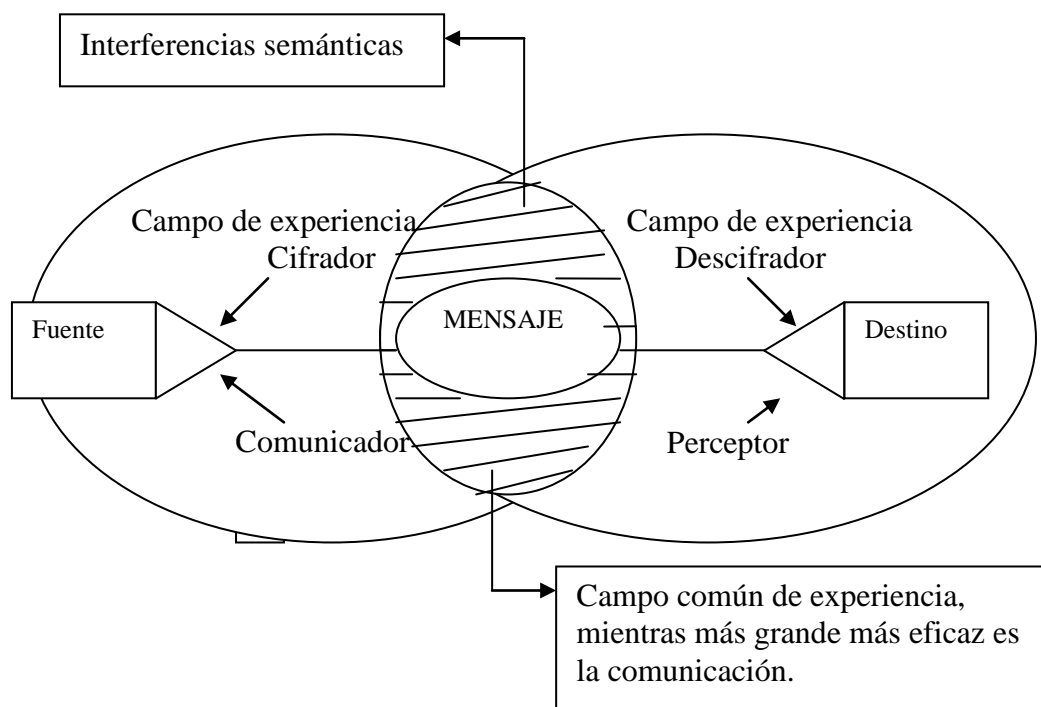 Interferencias semánticas
Campo de experiencia
Cifrador
Campo de experiencia
Descifrador
Fuente
MENSAJE
Destino
Comunicador
Perceptor
Campo común de experiencia,
mientras más grande más eficaz es
la comunicación.